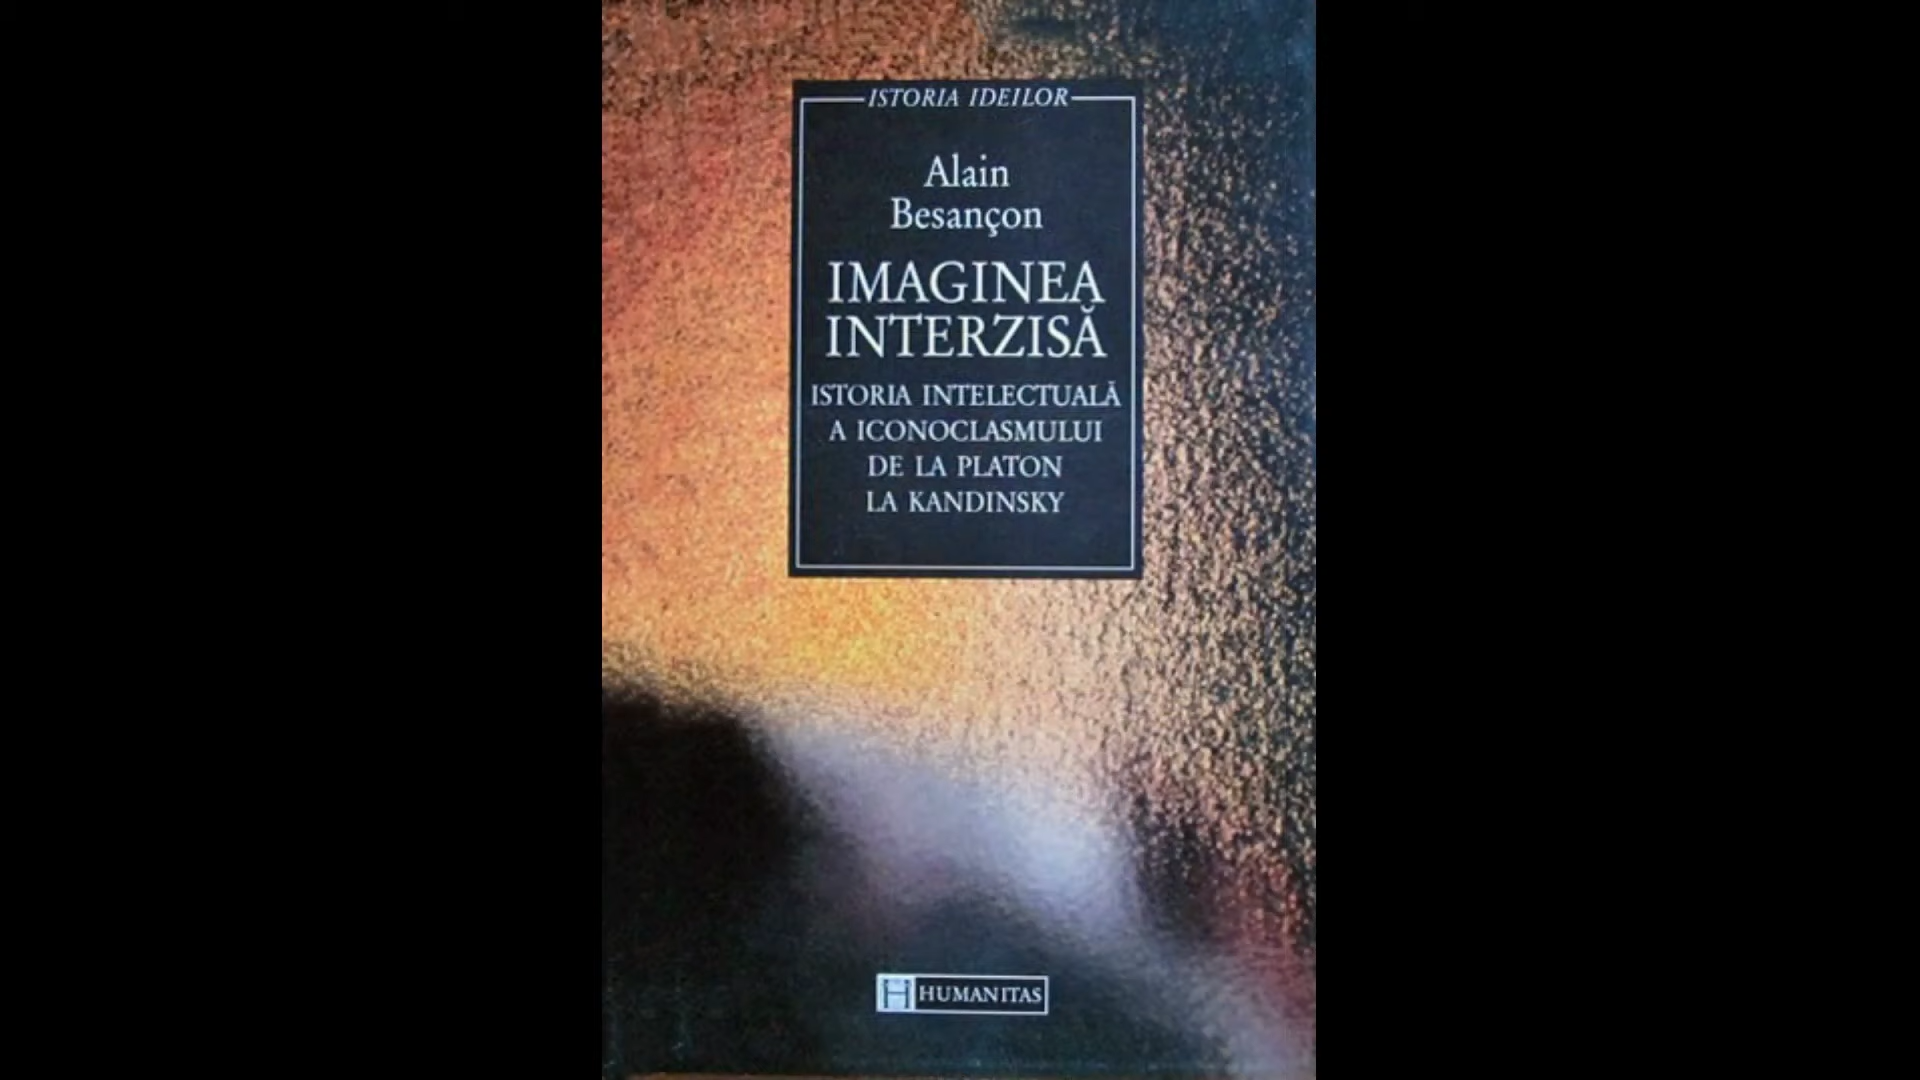 ISTORIA IDEILOR
Alain
Besançon
IMAGINEA
INTERZISĂ
ISTORIA INTELECTUALĂ
A ICONOCLASMULUI
DE LA PLATON
LA KANDINSKY
H HUMANITAS